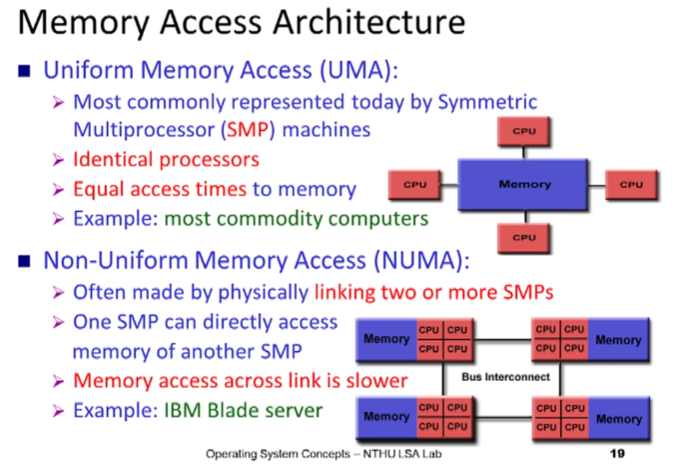 Memory Access Architecture
Uniform Memory Access (UMA):
Most commonly represented today by Symmetric
Multiprocessor (SMP) machines
Identical processors
Equal access times to memory
Example: most commodity computers
CPU
CPU
Memory
CPU
CPU
Non-Uniform Memory Access (NUMA):
Often made by physically linking two or more SMPs
One SMP can directly access
memory of another SMP
Memory access across link is slower
Example: IBM Blade server
Memory
CPU CPU
CPU CPU
CPU CPU
CPU CPU
Memory
Bus Interconnect
Memory
CPU CPU
CPU CPU
CPU CPU
CPU CPU
Memory
Operating System Concepts – NTHU LSA Lab
19